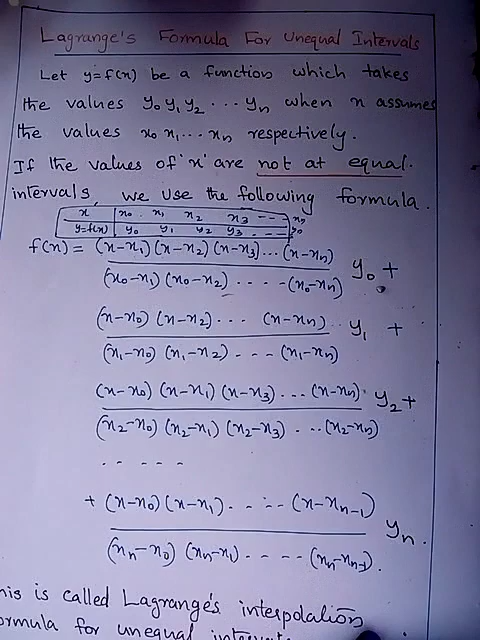 Lagrange's Formula For Unequal Intervals
Let y=f(x) be a function which takes
the values y₀ y₁ y₂ ... yₙ when x assumes
the values x₀ x₁... xₙ respectively.
If the values of 'x' are not at equal.
intervals, we use the following formula.
x | x₀ . x₁ x₂ x₃ ---- xₙ
y=f(x) | y₀ y₁ y₂ y₃ . ---- y₀
f(x) = (x-x₁)(x-x₂)(x-x₃)...(x-xₙ)
(x₀-x₁)(x₀-x₂). - - - -(x₀-xₙ) y₀ +
(x-x₀)(x-x₂)... (x-xₙ)
(x₁-x₀)(x₁-x₂). - - -(x₁-xₙ) y₁ +
(x-x₀)(x-x₁)(x-x₃)...(x-xₙ)
(x₂-x₀)(x₂-x₁)(x₂-x₃). ...(x₂-xₙ) y₂ +
. - - - - -
+ (x-x₀)(x-x₁). . . -- (x-xₙ₋₁)
(xₙ-x₀)(xₙ-x₁). - - - -(xₙ-xₙ₋₁). yₙ.
his is called Lagrange's interpolation
ormula for unequal intervals